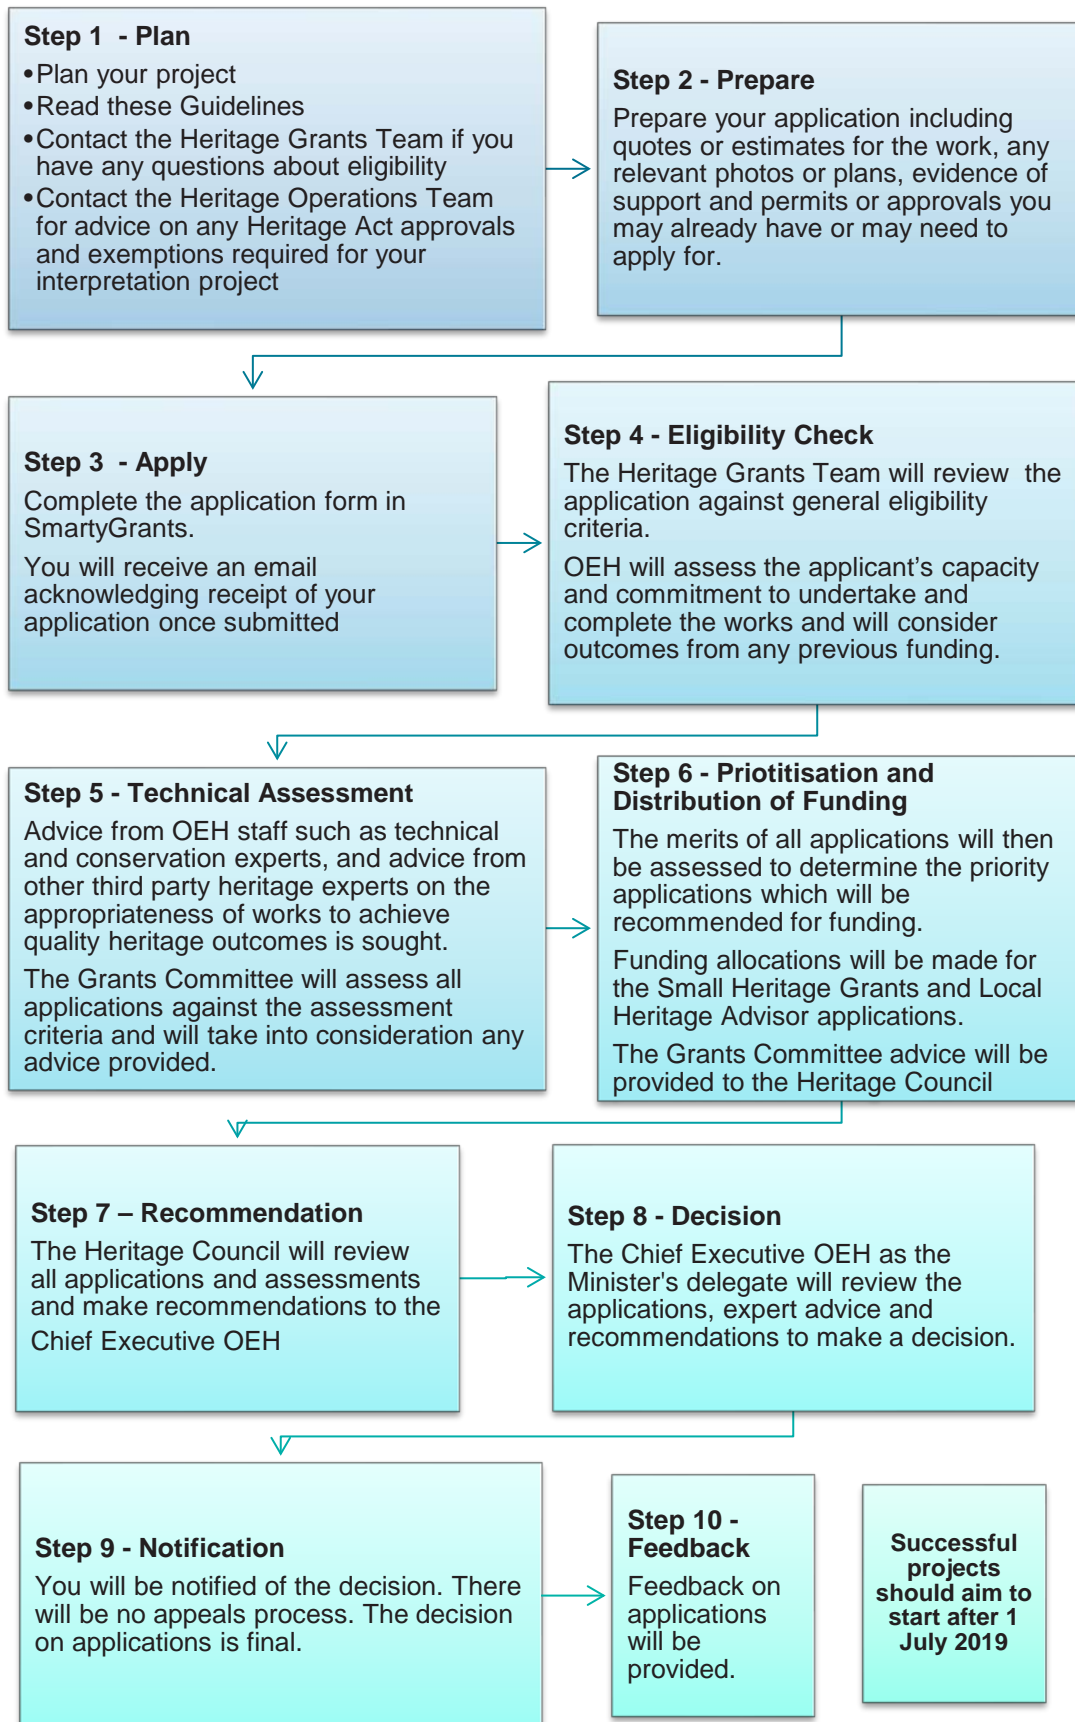 Step 1  - Plan
•Plan your project
•Read these Guidelines
•Contact the Heritage Grants Team if you
have any questions about eligibility
•Contact the Heritage Operations Team
for advice on any Heritage Act approvals
and exemptions required for your
interpretation project
Step 2 - Prepare
Prepare your application including
quotes or estimates for the work, any
relevant photos or plans, evidence of
support and permits or approvals you
may already have or may need to
apply for.
Step 3  - Apply
Complete the application form in
SmartyGrants.
You will receive an email
acknowledging receipt of your
application once submitted
Step 4 - Eligibility Check
The Heritage Grants Team will review  the
application against general eligibility
criteria.
OEH will assess the applicant’s capacity
and commitment to undertake and
complete the works and will consider
outcomes from any previous funding.
Step 5 - Technical Assessment
Advice from OEH staff such as technical
and conservation experts, and advice from
other third party heritage experts on the
appropriateness of works to achieve
quality heritage outcomes is sought.
The Grants Committee will assess all
applications against the assessment
criteria and will take into consideration any
advice provided.
Step 6 - Priotitisation and
Distribution of Funding
The merits of all applications will then
be assessed to determine the priority
applications which will be
recommended for funding.
Funding allocations will be made for
the Small Heritage Grants and Local
Heritage Advisor applications.
The Grants Committee advice will be
provided to the Heritage Council
Step 7 – Recommendation
The Heritage Council will review
all applications and assessments
and make recommendations to the
Chief Executive OEH
Step 8 - Decision
The Chief Executive OEH as the
Minister's delegate will review the
applications, expert advice and
recommendations to make a decision.
Step 9 - Notification
You will be notified of the decision. There
will be no appeals process. The decision
on applications is final.
Step 10 -
Feedback
Feedback on
applications
will be
provided.
Successful
projects
should aim to
start after 1
July 2019